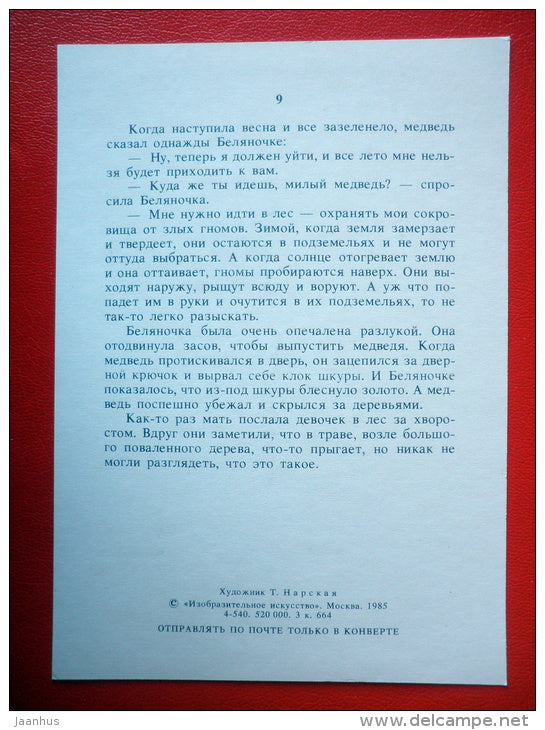 9
Когда наступила весна и все зазеленело, медведь
сказал однажды Беляночке:
— Ну, теперь я должен уйти, и все лето мне нель-
зя будет приходить к вам.
— Куда же ты идешь, милый медведь? — спро-
сила Беляночка.
— Мне нужно идти в лес — охранять мои сокро-
вища от злых гномов. Зимой, когда земля замерзает
и твердеет, они остаются в подземельях и не могут
оттуда выбраться. А когда солнце отогревает землю
и она оттаивает, гномы пробираются наверх. Они вы-
ходят наружу, рыщут всюду и воруют. А уж что по-
падет им в руки и очутится в их подземельях, то не
так-то легко разыскать.
Беляночка была очень опечалена разлукой. Она
отодвинула засов, чтобы выпустить медведя. Когда
медведь протискивался в дверь, он зацепился за двер-
ной крючок и вырвал себе клок шкуры. И Беляночке
показалось, что из-под шкуры блеснуло золото. А мед-
ведь поспешно убежал и скрылся за деревьями.
Как-то раз мать послала девочек в лес за хворо-
стом. Вдруг они заметили, что в траве, возле большо-
го поваленного дерева, что-то прыгает, но никак не
могли разглядеть, что это такое.
Художник Т. Нарская
© «Изобразительное искусство». Москва. 1985
4-540. 520 000. 3 к. 664
ОТПРАВЛЯТЬ ПО ПОЧТЕ ТОЛЬКО В КОНВЕРТЕ
Jaanhus
www.delcampe.net